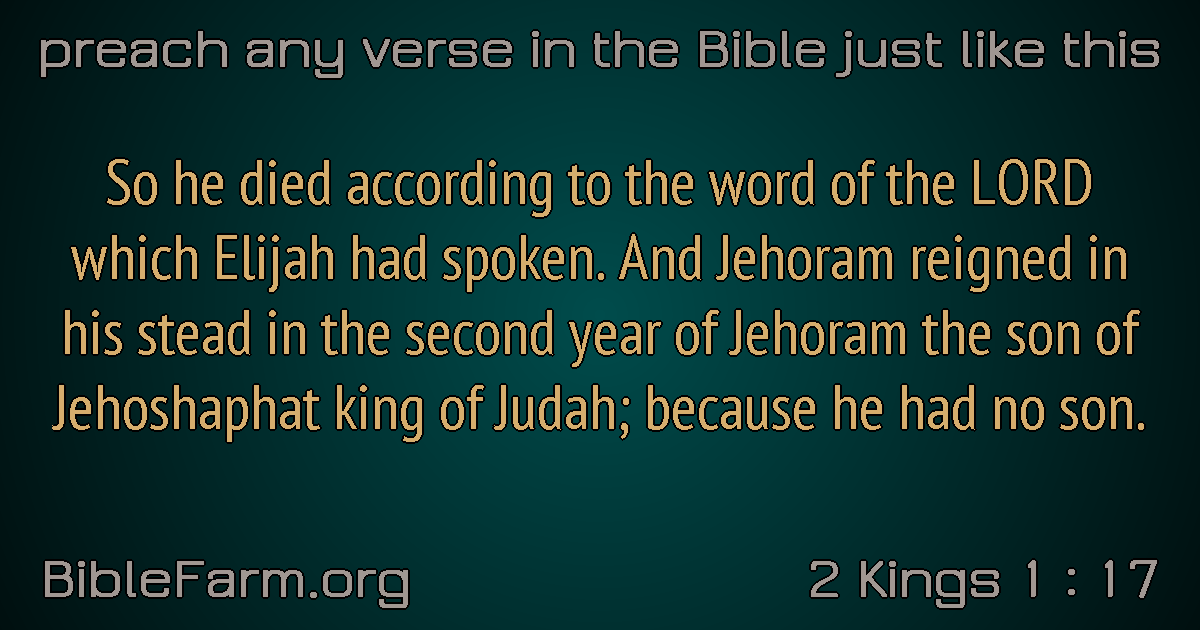 preach any verse in the Bible just like this
So he died according to the word of the LORD
which Elijah had spoken. And Jehoram reigned in
his stead in the second year of Jehoram the son of
Jehoshaphat king of Judah; because he had no son.
BibleFarm.org
2 Kings 1 : 17